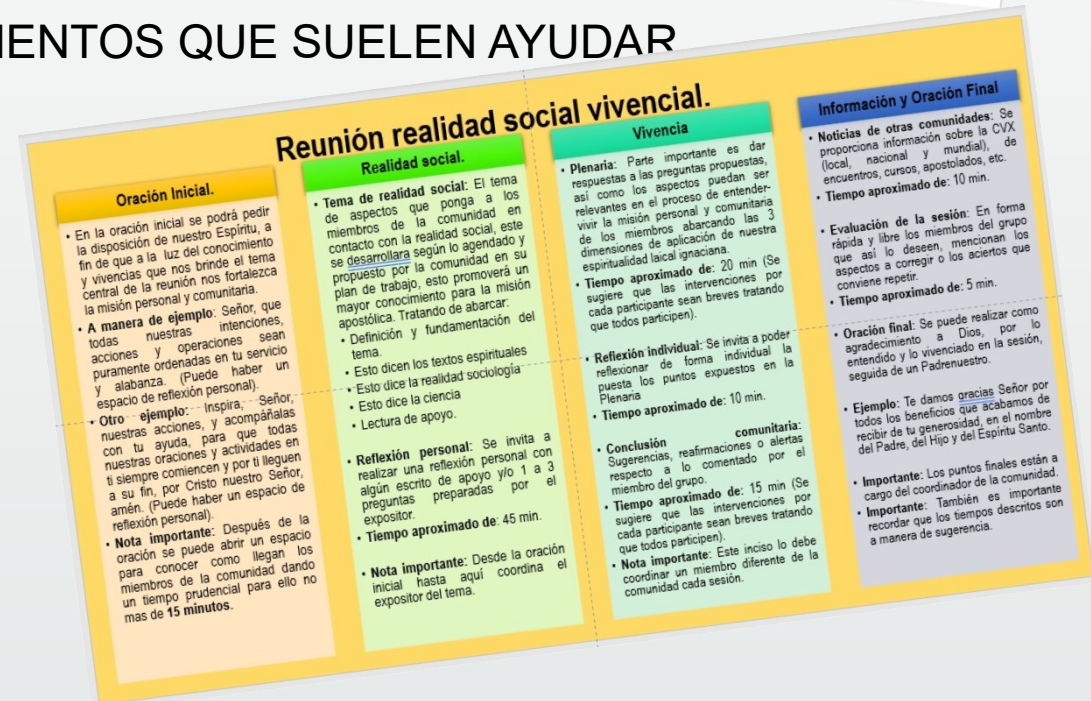 IENTOS QUE SUELEN AYUDAR
Reunión realidad social vivencial.
Oración Inicial.
• En la oración inicial se podrá pedir
la disposición de nuestro Espíritu, a
fin de que a la luz del conocimiento
y vivencias que nos brinde el tema
central de la reunión nos fortalezca
la misión personal y comunitaria.
• A manera de ejemplo: Señor, que
todas nuestras intenciones,
acciones y operaciones sean
puramente ordenadas en tu servicio
y alabanza. (Puede haber un
espacio de reflexión personal).
• Otro ejemplo: Inspira, Señor,
nuestras acciones, y acompáñalas
con tu ayuda, para que todas
nuestras oraciones y actividades en
ti siempre comiencen y por ti lleguen
a su fin, por Cristo nuestro Señor,
amén. (Puede haber un espacio de
reflexión personal).
• Nota importante: Después de la
oración se puede abrir un espacio
para conocer como llegan los
miembros de la comunidad dando
un tiempo prudencial para ello no
mas de 15 minutos.
Realidad social.
• Tema de realidad social: El tema
de aspectos que ponga a los
miembros de la comunidad en
contacto con la realidad social, este
se desarrollara según lo agendado y
propuesto por la comunidad en su
plan de trabajo, esto promoverá un
mayor conocimiento para la misión
apostólica. Tratando de abarcar:
• Definición y fundamentación del
tema.
• Esto dicen los textos espirituales
• Esto dice la realidad sociología
• Esto dice la ciencia
• Lectura de apoyo.
• Reflexión personal: Se invita a
realizar una reflexión personal con
algún escrito de apoyo y/o 1 a 3
preguntas preparadas por el
expositor.
• Tiempo aproximado de: 45 min.
• Nota importante: Desde la oración
inicial hasta aquí coordina el
expositor del tema.
Vivencia
• Plenaria: Parte importante es dar
respuestas a las preguntas propuestas,
así como los aspectos puedan ser
relevantes en el proceso de entender-
vivir la misión personal y comunitaria
de los miembros abarcando las 3
dimensiones de aplicación de nuestra
espiritualidad laical ignaciana.
• Tiempo aproximado de: 20 min (Se
sugiere que las intervenciones por
cada participante sean breves tratando
que todos participen).
• Reflexión individual: Se invita a poder
reflexionar de forma individual la
puesta los puntos expuestos en la
Plenaria
• Tiempo aproximado de: 10 min.
• Conclusión comunitaria:
Sugerencias, reafirmaciones o alertas
respecto a lo comentado por el
miembro del grupo.
• Tiempo aproximado de: 15 min (Se
sugiere que las intervenciones por
cada participante sean breves tratando
que todos participen).
• Nota importante: Este inciso lo debe
coordinar un miembro diferente de la
comunidad cada sesión.
Información y Oración Final
• Noticias de otras comunidades: Se
proporciona información sobre la CVX
(local, nacional y mundial), de
encuentros, cursos, apostolados, etc.
• Tiempo aproximado de: 10 min.
• Evaluación de la sesión: En forma
rápida y libre los miembros del grupo
que así lo deseen, mencionan los
aspectos a corregir o los aciertos que
conviene repetir.
• Tiempo aproximado de: 5 min.
• Oración final: Se puede realizar como
agradecimiento a Dios, por lo
entendido y lo vivenciado en la sesión,
seguida de un Padrenuestro.
• Ejemplo: Te damos gracias Señor por
todos los beneficios que acabamos de
recibir de tu generosidad, en el nombre
del Padre, del Hijo y del Espíritu Santo.
• Importante: Los puntos finales están a
cargo del coordinador de la comunidad.
• Importante: También es importante
recordar que los tiempos descritos son
a manera de sugerencia.